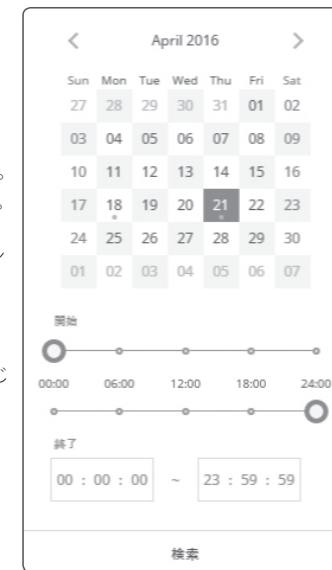 April 2016
Sun Mon Tue Wed Thu Fri Sat
27 28 29 30 31 01 02
03 04 05 06 07 08 09
10 11 12 13 14 15 16
17 18 19 20 21 22 23
24 25 26 27 28 29 30
01 02 03 04 05 06 07
開始
00:00 06:00 12:00 18:00 24:00
終了
00 : 00 : 00 ~ 23 : 59 : 59
検索